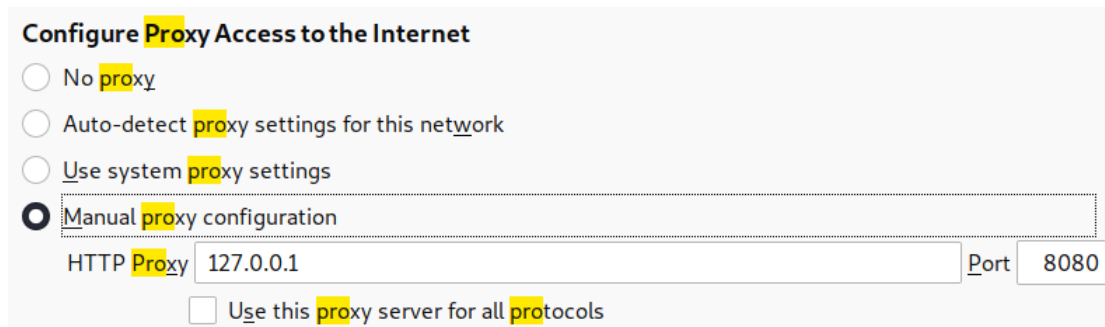 Configure Proxy Access to the Internet
No proxy
Auto-detect proxy settings for this network
Use system proxy settings
Manual proxy configuration
HTTP Proxy 127.0.0.1 Port 8080
Use this proxy server for all protocols